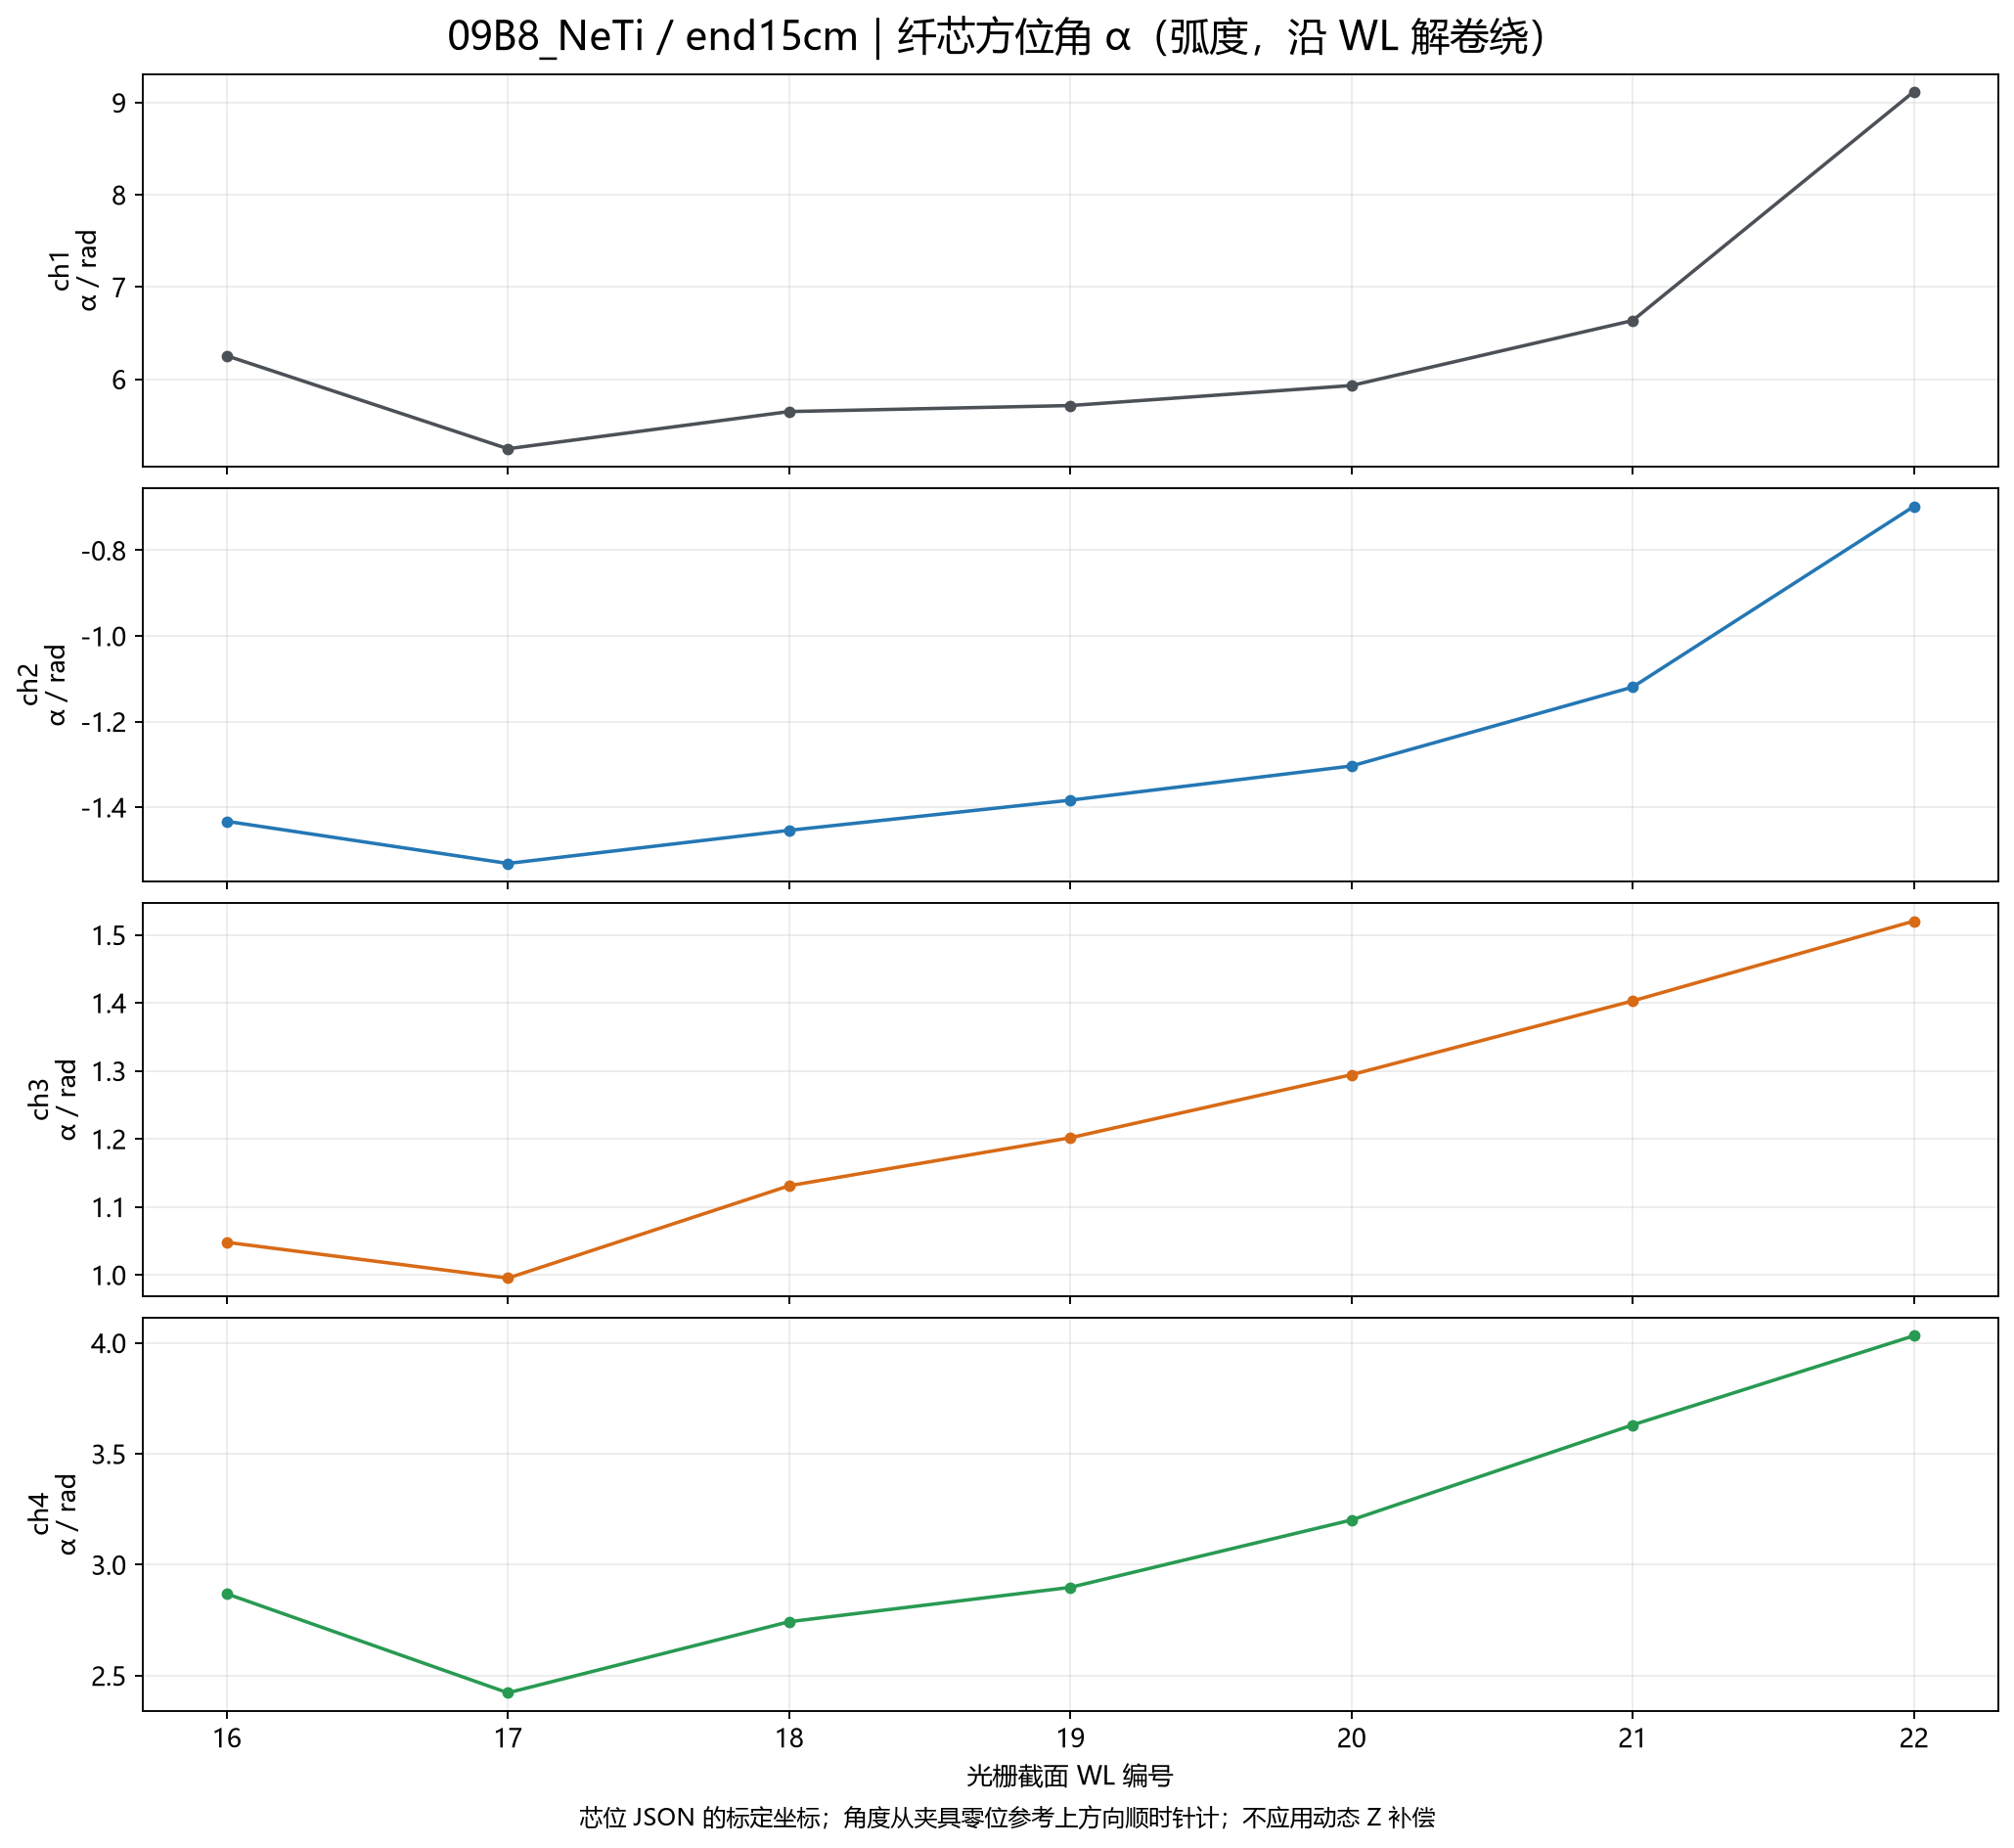 09B8_NeTi / end15cm | 纤芯方位角 α（弧度，沿 WL 解卷绕）
9
8
7
6
ch1
α / rad
-0.8
-1.0
-1.2
-1.4
ch2
α / rad
1.5
1.4
1.3
1.2
1.1
1.0
ch3
α / rad
4.0
3.5
3.0
2.5
ch4
α / rad
16 17 18 19 20 21 22
光栅截面 WL 编号
芯位 JSON 的标定坐标；角度从夹具零位参考上方向顺时针计；不应用动态 Z 补偿